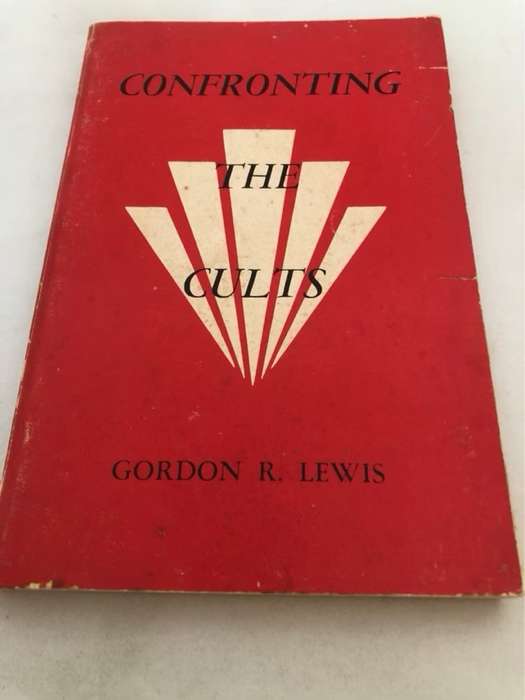 CONFRONTING
THE
CULTS
GORDON R. LEWIS